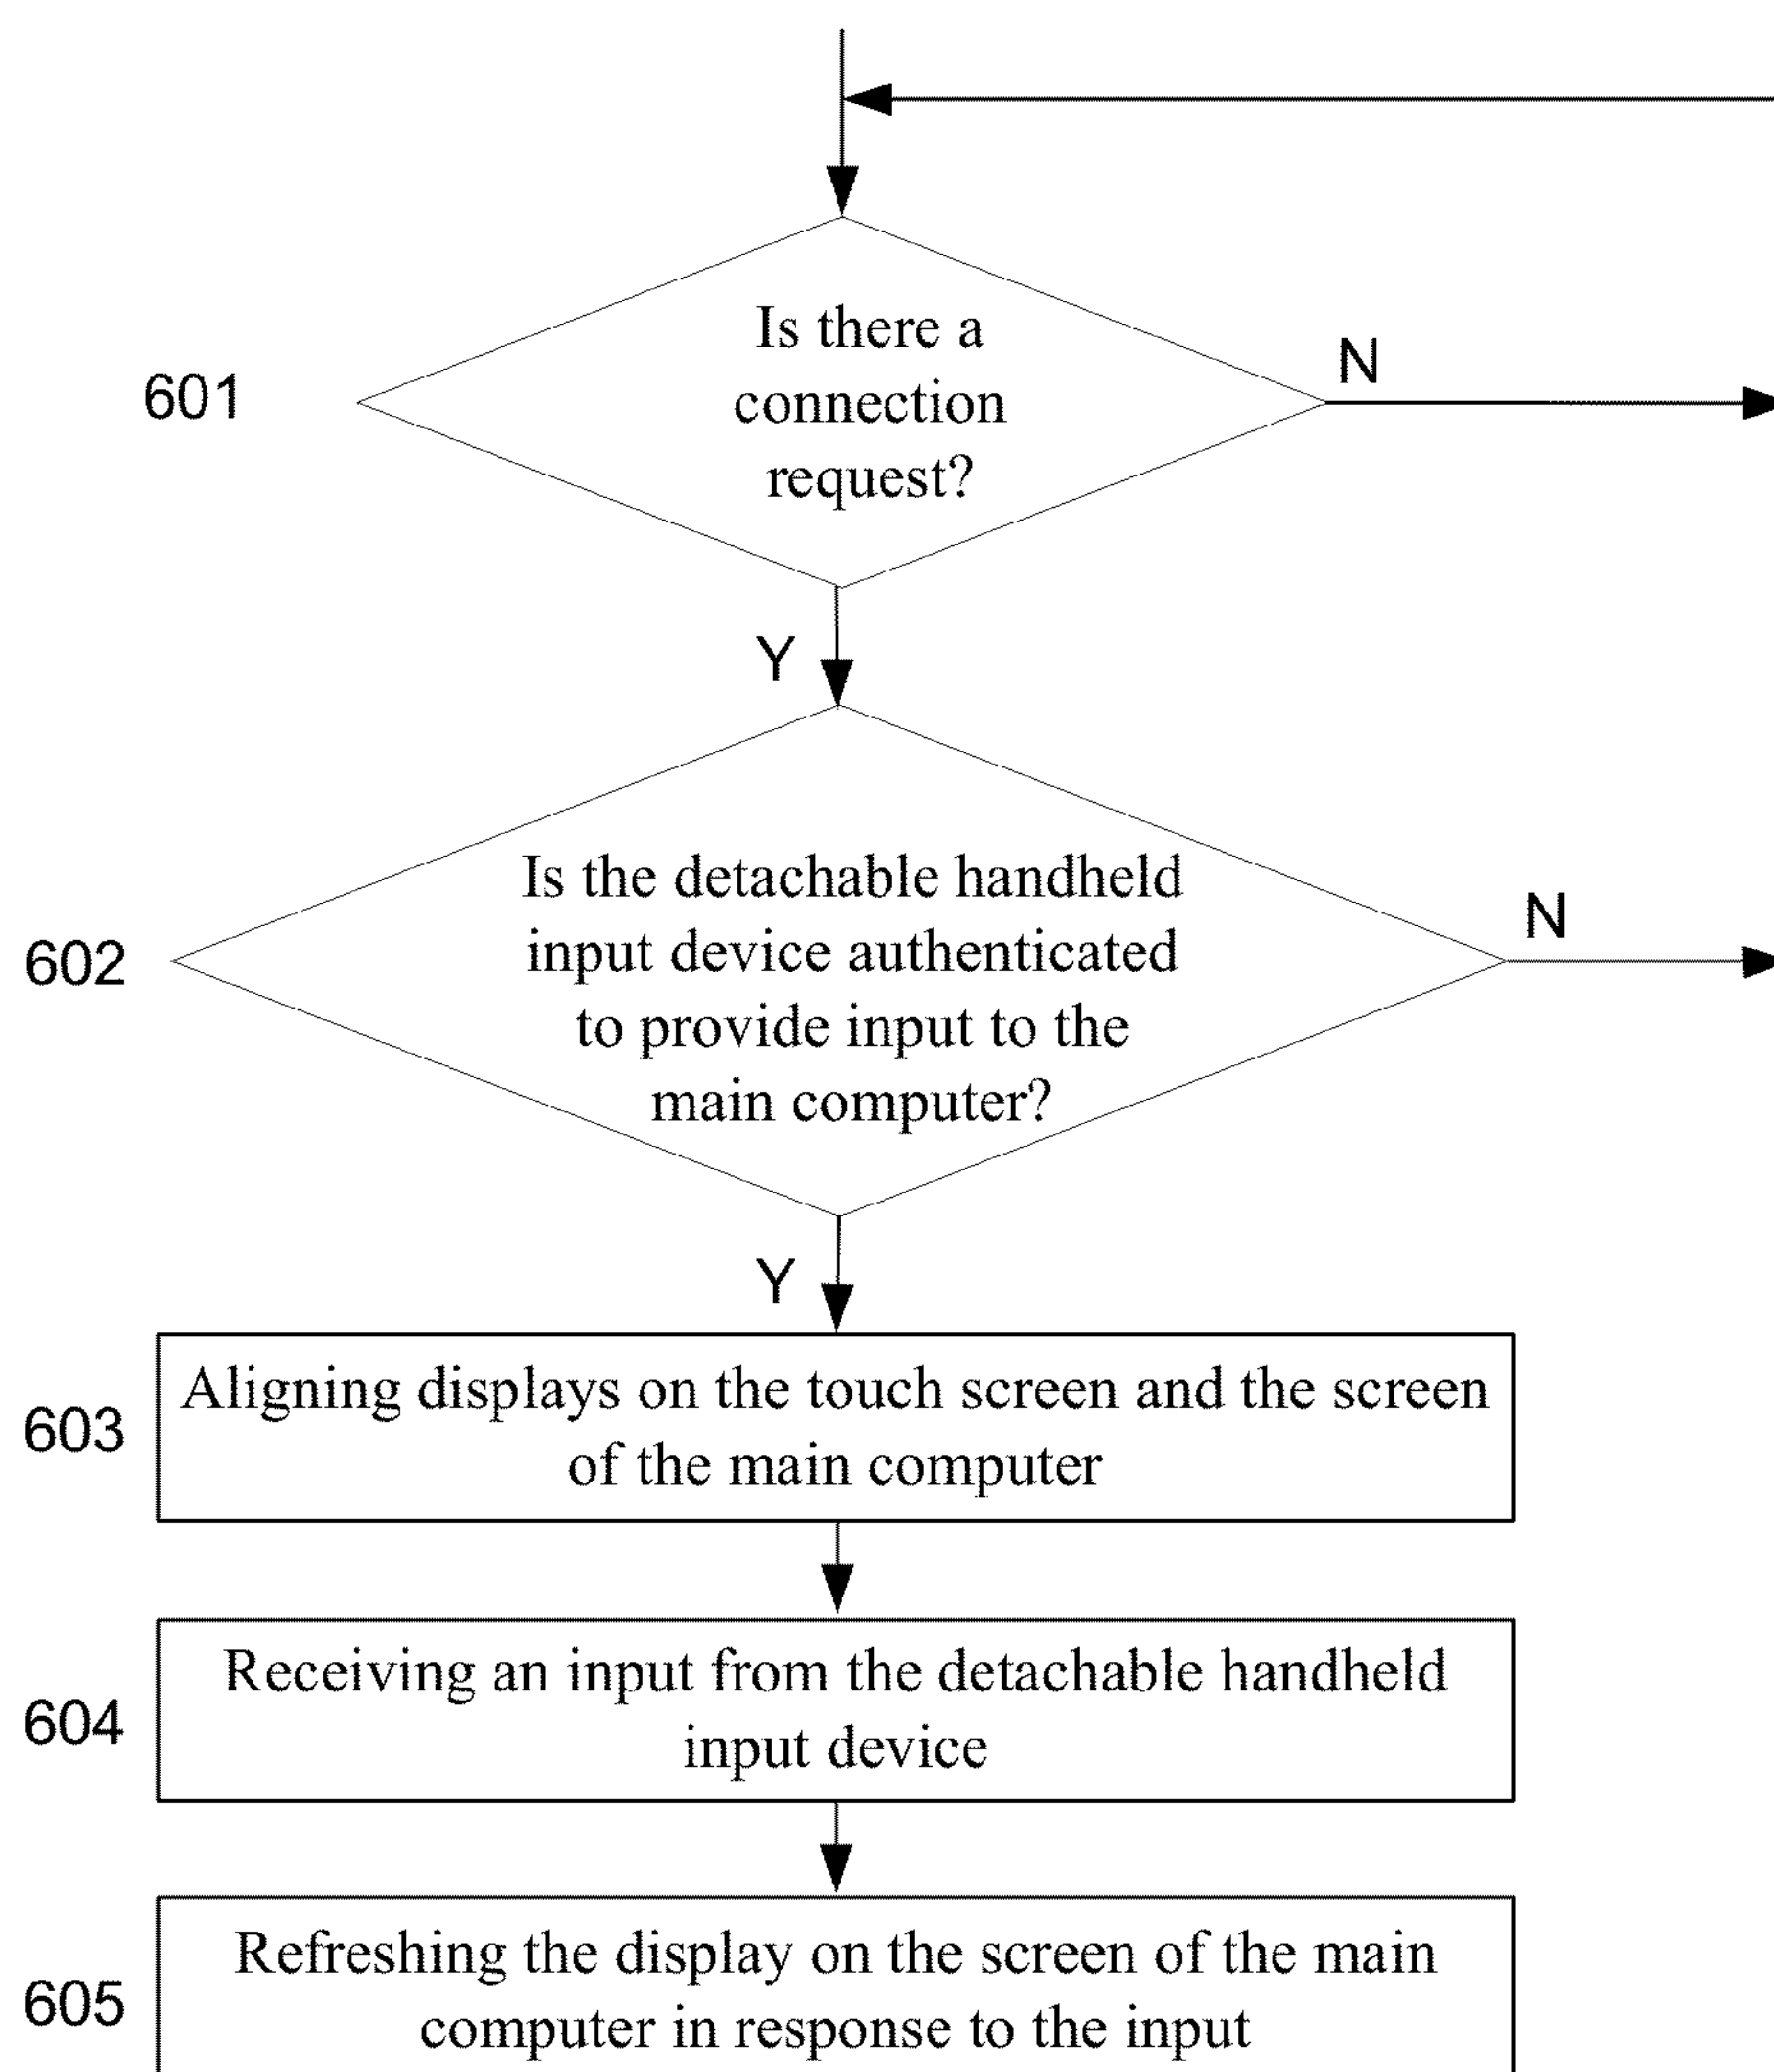 Is there a
connection
request?
601
N
Y
Is the detachable handheld
input device authenticated
to provide input to the
main computer?
602
N
Y
Aligning displays on the touch screen and the screen
of the main computer
603
Receiving an input from the detachable handheld
input device
604
Refreshing the display on the screen of the main
computer in response to the input
605